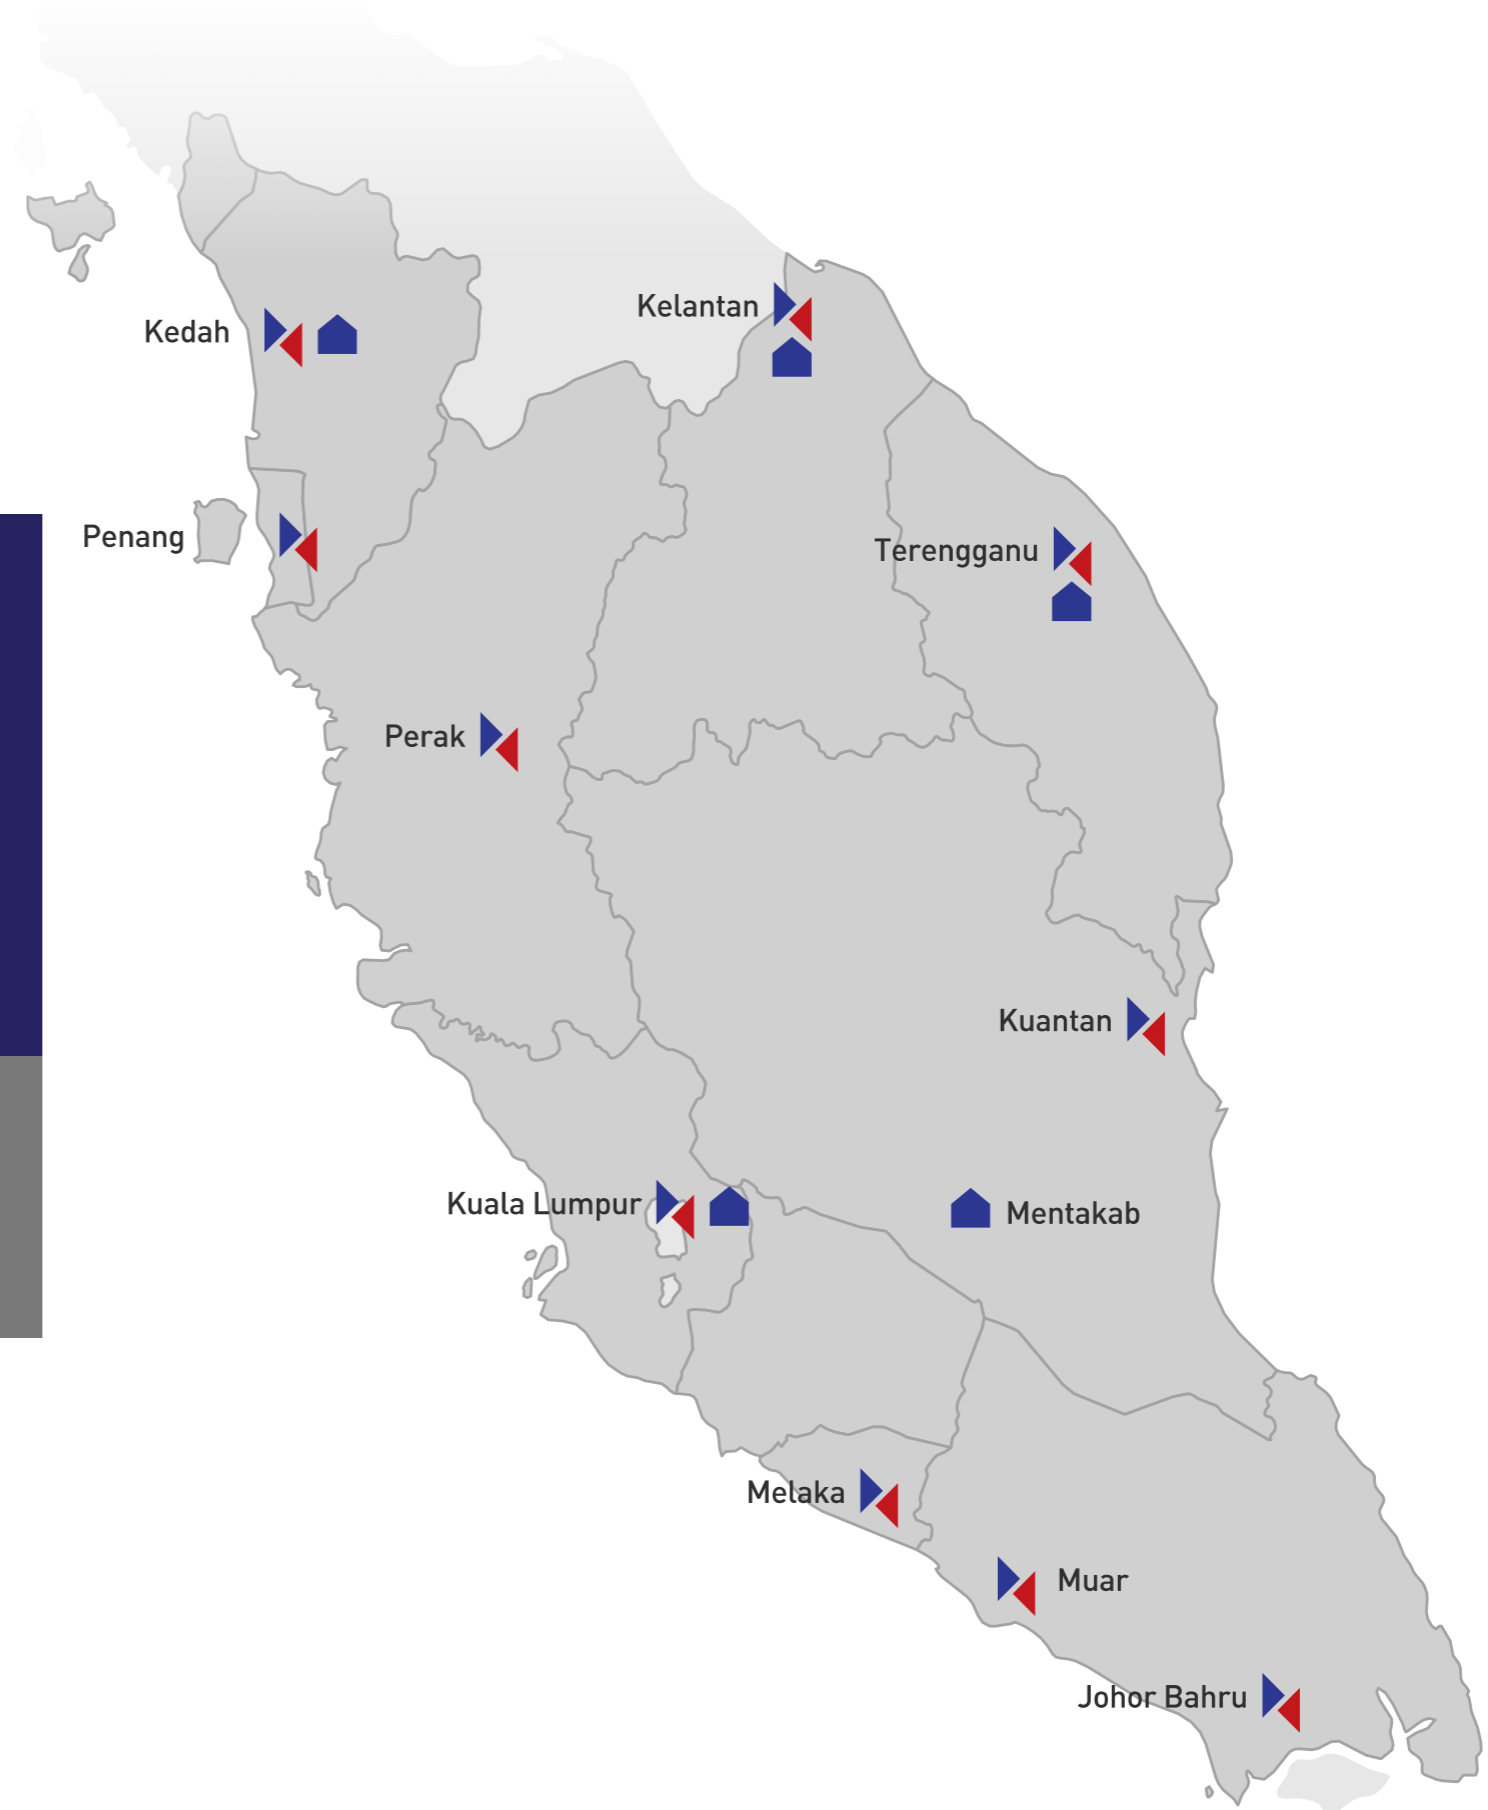 Kelantan
Kedah
Penang
Terengganu
Perak
Kuantan
Kuala Lumpur
Mentakab
Melaka
Muar
Johor Bahru